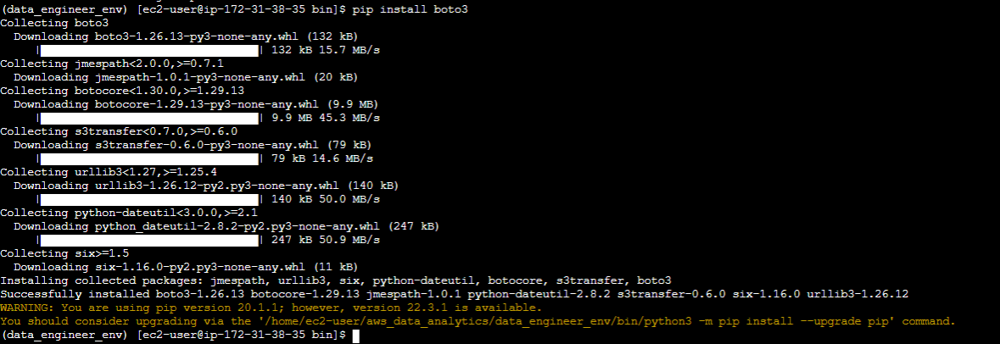 (data_engineer_env) [ec2-user@ip-172-31-38-35 bin]$ pip install boto3
Collecting boto3
  Downloading boto3-1.26.13-py3-none-any.whl (132 kB)
     |                                | 132 kB 15.7 MB/s
Collecting jmespath<2.0.0,>=0.7.1
  Downloading jmespath-1.0.1-py3-none-any.whl (20 kB)
Collecting botocore<1.30.0,>=1.29.13
  Downloading botocore-1.29.13-py3-none-any.whl (9.9 MB)
     |                                | 9.9 MB 45.3 MB/s
Collecting s3transfer<0.7.0,>=0.6.0
  Downloading s3transfer-0.6.0-py3-none-any.whl (79 kB)
     |                                | 79 kB 14.6 MB/s
Collecting urllib3<1.27,>=1.25.4
  Downloading urllib3-1.26.12-py2.py3-none-any.whl (140 kB)
     |                                | 140 kB 50.0 MB/s
Collecting python-dateutil<3.0.0,>=2.1
  Downloading python_dateutil-2.8.2-py2.py3-none-any.whl (247 kB)
     |                                | 247 kB 50.9 MB/s
Collecting six>=1.5
  Downloading six-1.16.0-py2.py3-none-any.whl (11 kB)
Installing collected packages: jmespath, urllib3, six, python-dateutil, botocore, s3transfer, boto3
Successfully installed boto3-1.26.13 botocore-1.29.13 jmespath-1.0.1 python-dateutil-2.8.2 s3transfer-0.6.0 six-1.16.0 urllib3-1.26.12
WARNING: You are using pip version 20.1.1; however, version 22.3.1 is available.
You should consider upgrading via the '/home/ec2-user/aws_data_analytics/data_engineer_env/bin/python3 -m pip install --upgrade pip' command.
(data_engineer_env) [ec2-user@ip-172-31-38-35 bin]$